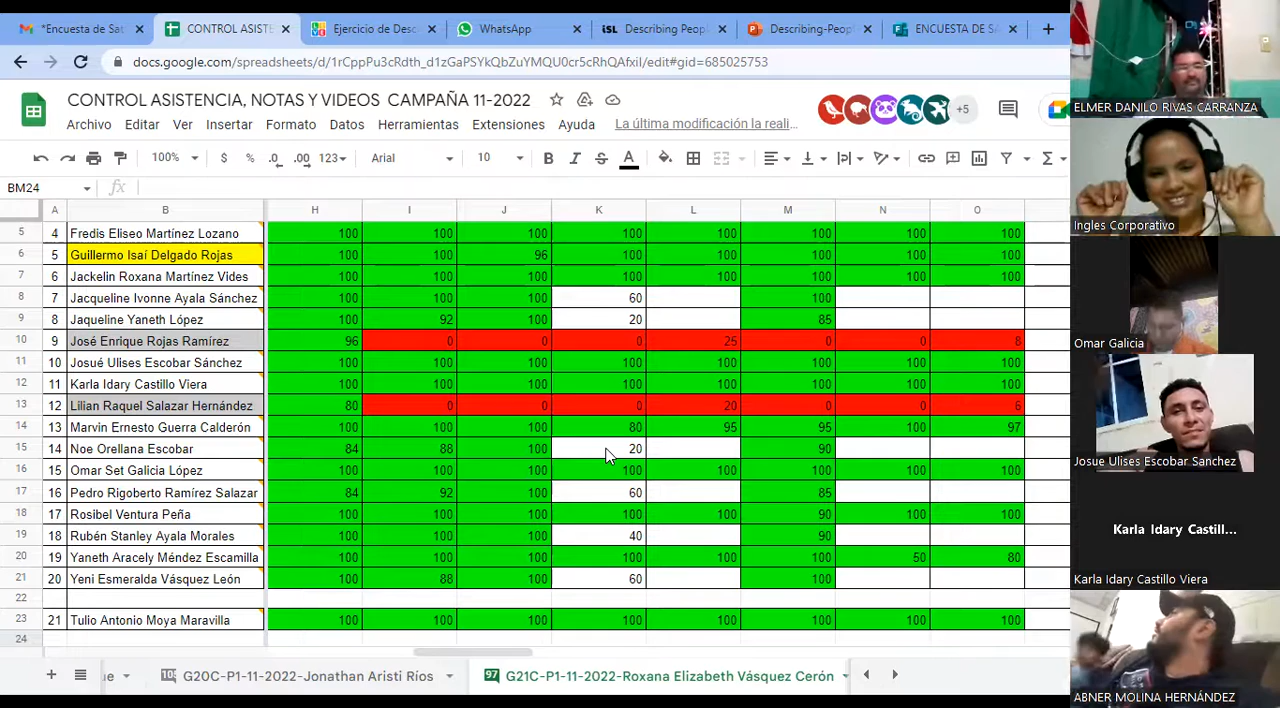 *Encuesta de Sat
CONTROL ASISTE
Ejercicio de Desc
WhatsApp
iSL Describing Peopl
Describing-Peopl
ENCUESTA DE SA
docs.google.com/spreadsheets/d/1rCppPu3cRdth_d1zGaPSYKQbZuYMQU0cr5cRhQAfxiI/edit#gid=685025753
CONTROL ASISTENCIA, NOTAS Y VIDEOS CAMPAÑA 11-2022
+5
Archivo Editar Ver Insertar Formato Datos Herramientas Extensiones Ayuda La última modificación la reali...
100% $ % .0 .00 123 Arial 10 B I S A Σ
BM24 fx
A B H I J K L M N O
5 4 Fredis Eliseo Martínez Lozano 100 100 100 100 100 100 100 100
6 5 Guillermo Isaí Delgado Rojas 100 100 96 100 100 100 100 100
7 6 Jackelin Roxana Martínez Vides 100 100 100 100 100 100 100 100
8 7 Jacqueline Ivonne Ayala Sánchez 100 100 100 60 100
9 8 Jaqueline Yaneth López 100 92 100 20 85
10 9 José Enrique Rojas Ramírez 96 0 0 0 25 0 0 8
11 10 Josué Ulises Escobar Sánchez 100 100 100 100 100 100 100 100
12 11 Karla Idary Castillo Viera 100 100 100 100 100 100 100 100
13 12 Lilian Raquel Salazar Hernández 80 0 0 0 20 0 0 6
14 13 Marvin Ernesto Guerra Calderón 100 100 100 80 95 95 100 97
15 14 Noe Orellana Escobar 84 88 100 20 90
16 15 Omar Set Galicia López 100 100 100 100 100 100 100 100
17 16 Pedro Rigoberto Ramírez Salazar 84 92 100 60 85
18 17 Rosibel Ventura Peña 100 100 100 100 100 90 100 100
19 18 Rubén Stanley Ayala Morales 100 100 100 40 90
20 19 Yaneth Aracely Méndez Escamilla 100 100 100 100 100 100 50 80
21 20 Yeni Esmeralda Vásquez León 100 88 100 60 100
22
23 21 Tulio Antonio Moya Maravilla 100 100 100 100 100 100 100 100
24
ue G20C-P1-11-2022-Jonathan Aristi Ríos 97 G21C-P1-11-2022-Roxana Elizabeth Vásquez Cerón
ELMER DANILO RIVAS CARRANZA
Ingles Corporativo
Omar Galicia
Josue Ulises Escobar Sanchez
Karla Idary Castill...
Karla Idary Castillo Viera
ABNER MOLINA HERNÁNDEZ